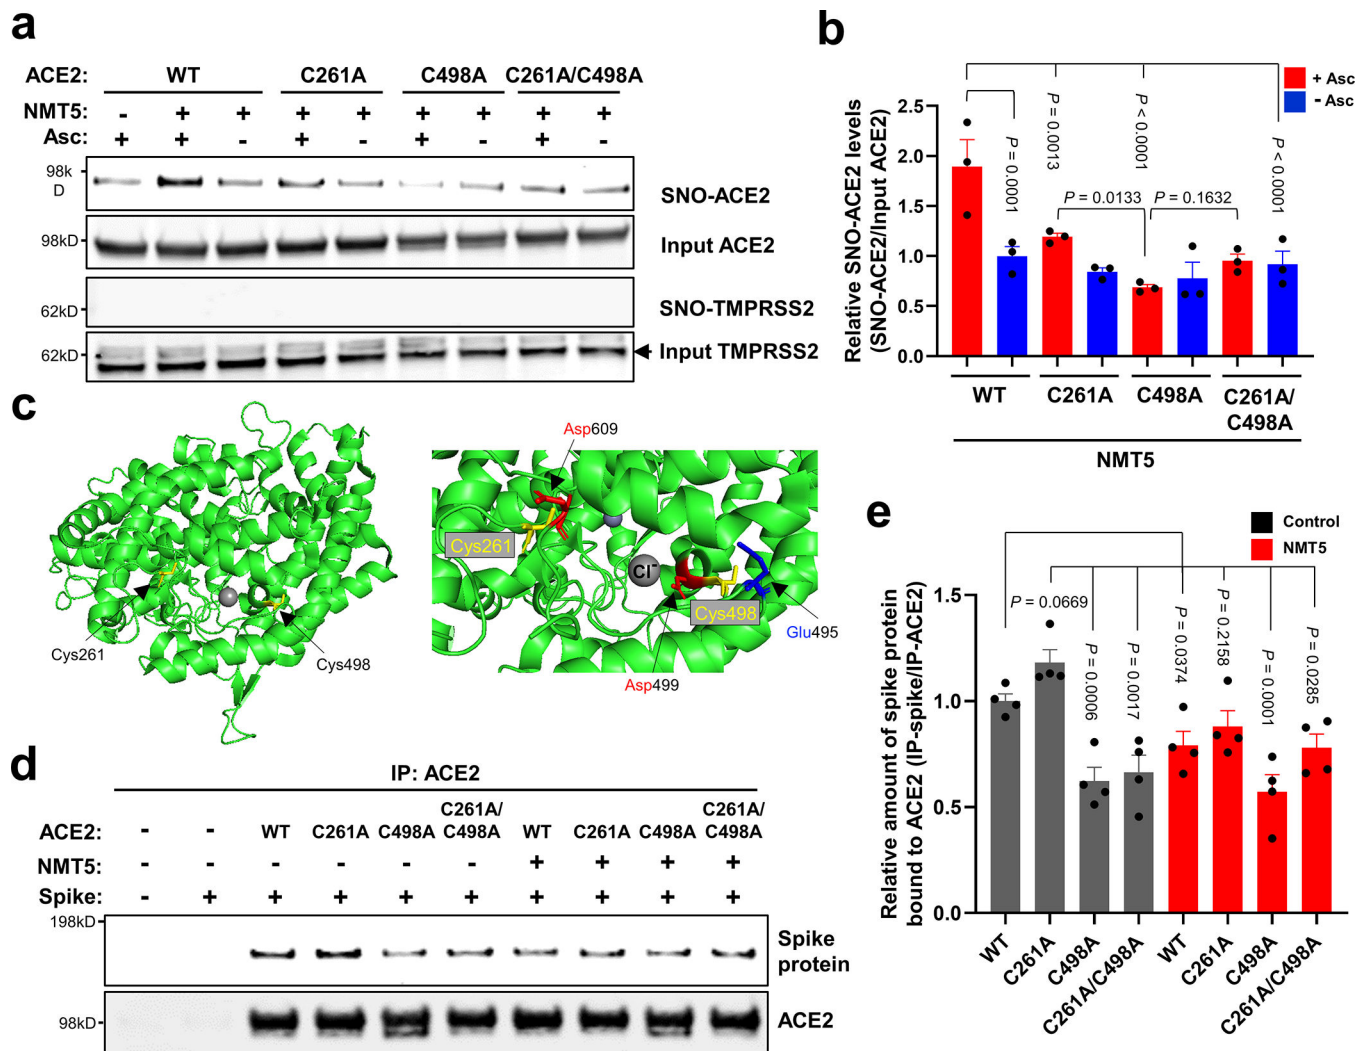 a
ACE2: WT C261A C498A C261A/C498A
NMT5: - + + + + + + + +
Asc: + + - + - + - + -
98k
D
SNO-ACE2
98kD
Input ACE2
62kD
SNO-TMPRSS2
62kD
Input TMPRSS2
b
+ Asc
- Asc
Relative SNO-ACE2 levels
(SNO-ACE2/Input ACE2)
2.5
2.0
1.5
1.0
0.5
0.0
P = 0.0001
P = 0.0013
P < 0.0001
P < 0.0001
P = 0.0133
P = 0.1632
WT C261A C498A C261A/
C498A
NMT5
c
Cys261
Cys498
Asp609
Cys261
Cl-
Cys498
Glu495
Asp499
d
IP: ACE2
ACE2: - - WT C261A C498A C261A/
C498A WT C261A C498A C261A/
C498A
NMT5: - - - - - - + + + +
Spike: - + + + + + + + + +
198kD
Spike
protein
98kD
ACE2
e
Control
NMT5
Relative amount of spike protein
bound to ACE2 (IP-spike/IP-ACE2)
1.5
1.0
0.5
0.0
P = 0.0669
P = 0.0006
P = 0.0017
P = 0.0374
P = 0.2158
P = 0.0001
P = 0.0285
WT
C261A
C498A
C261A/C498A
WT
C261A
C498A
C261A/C498A